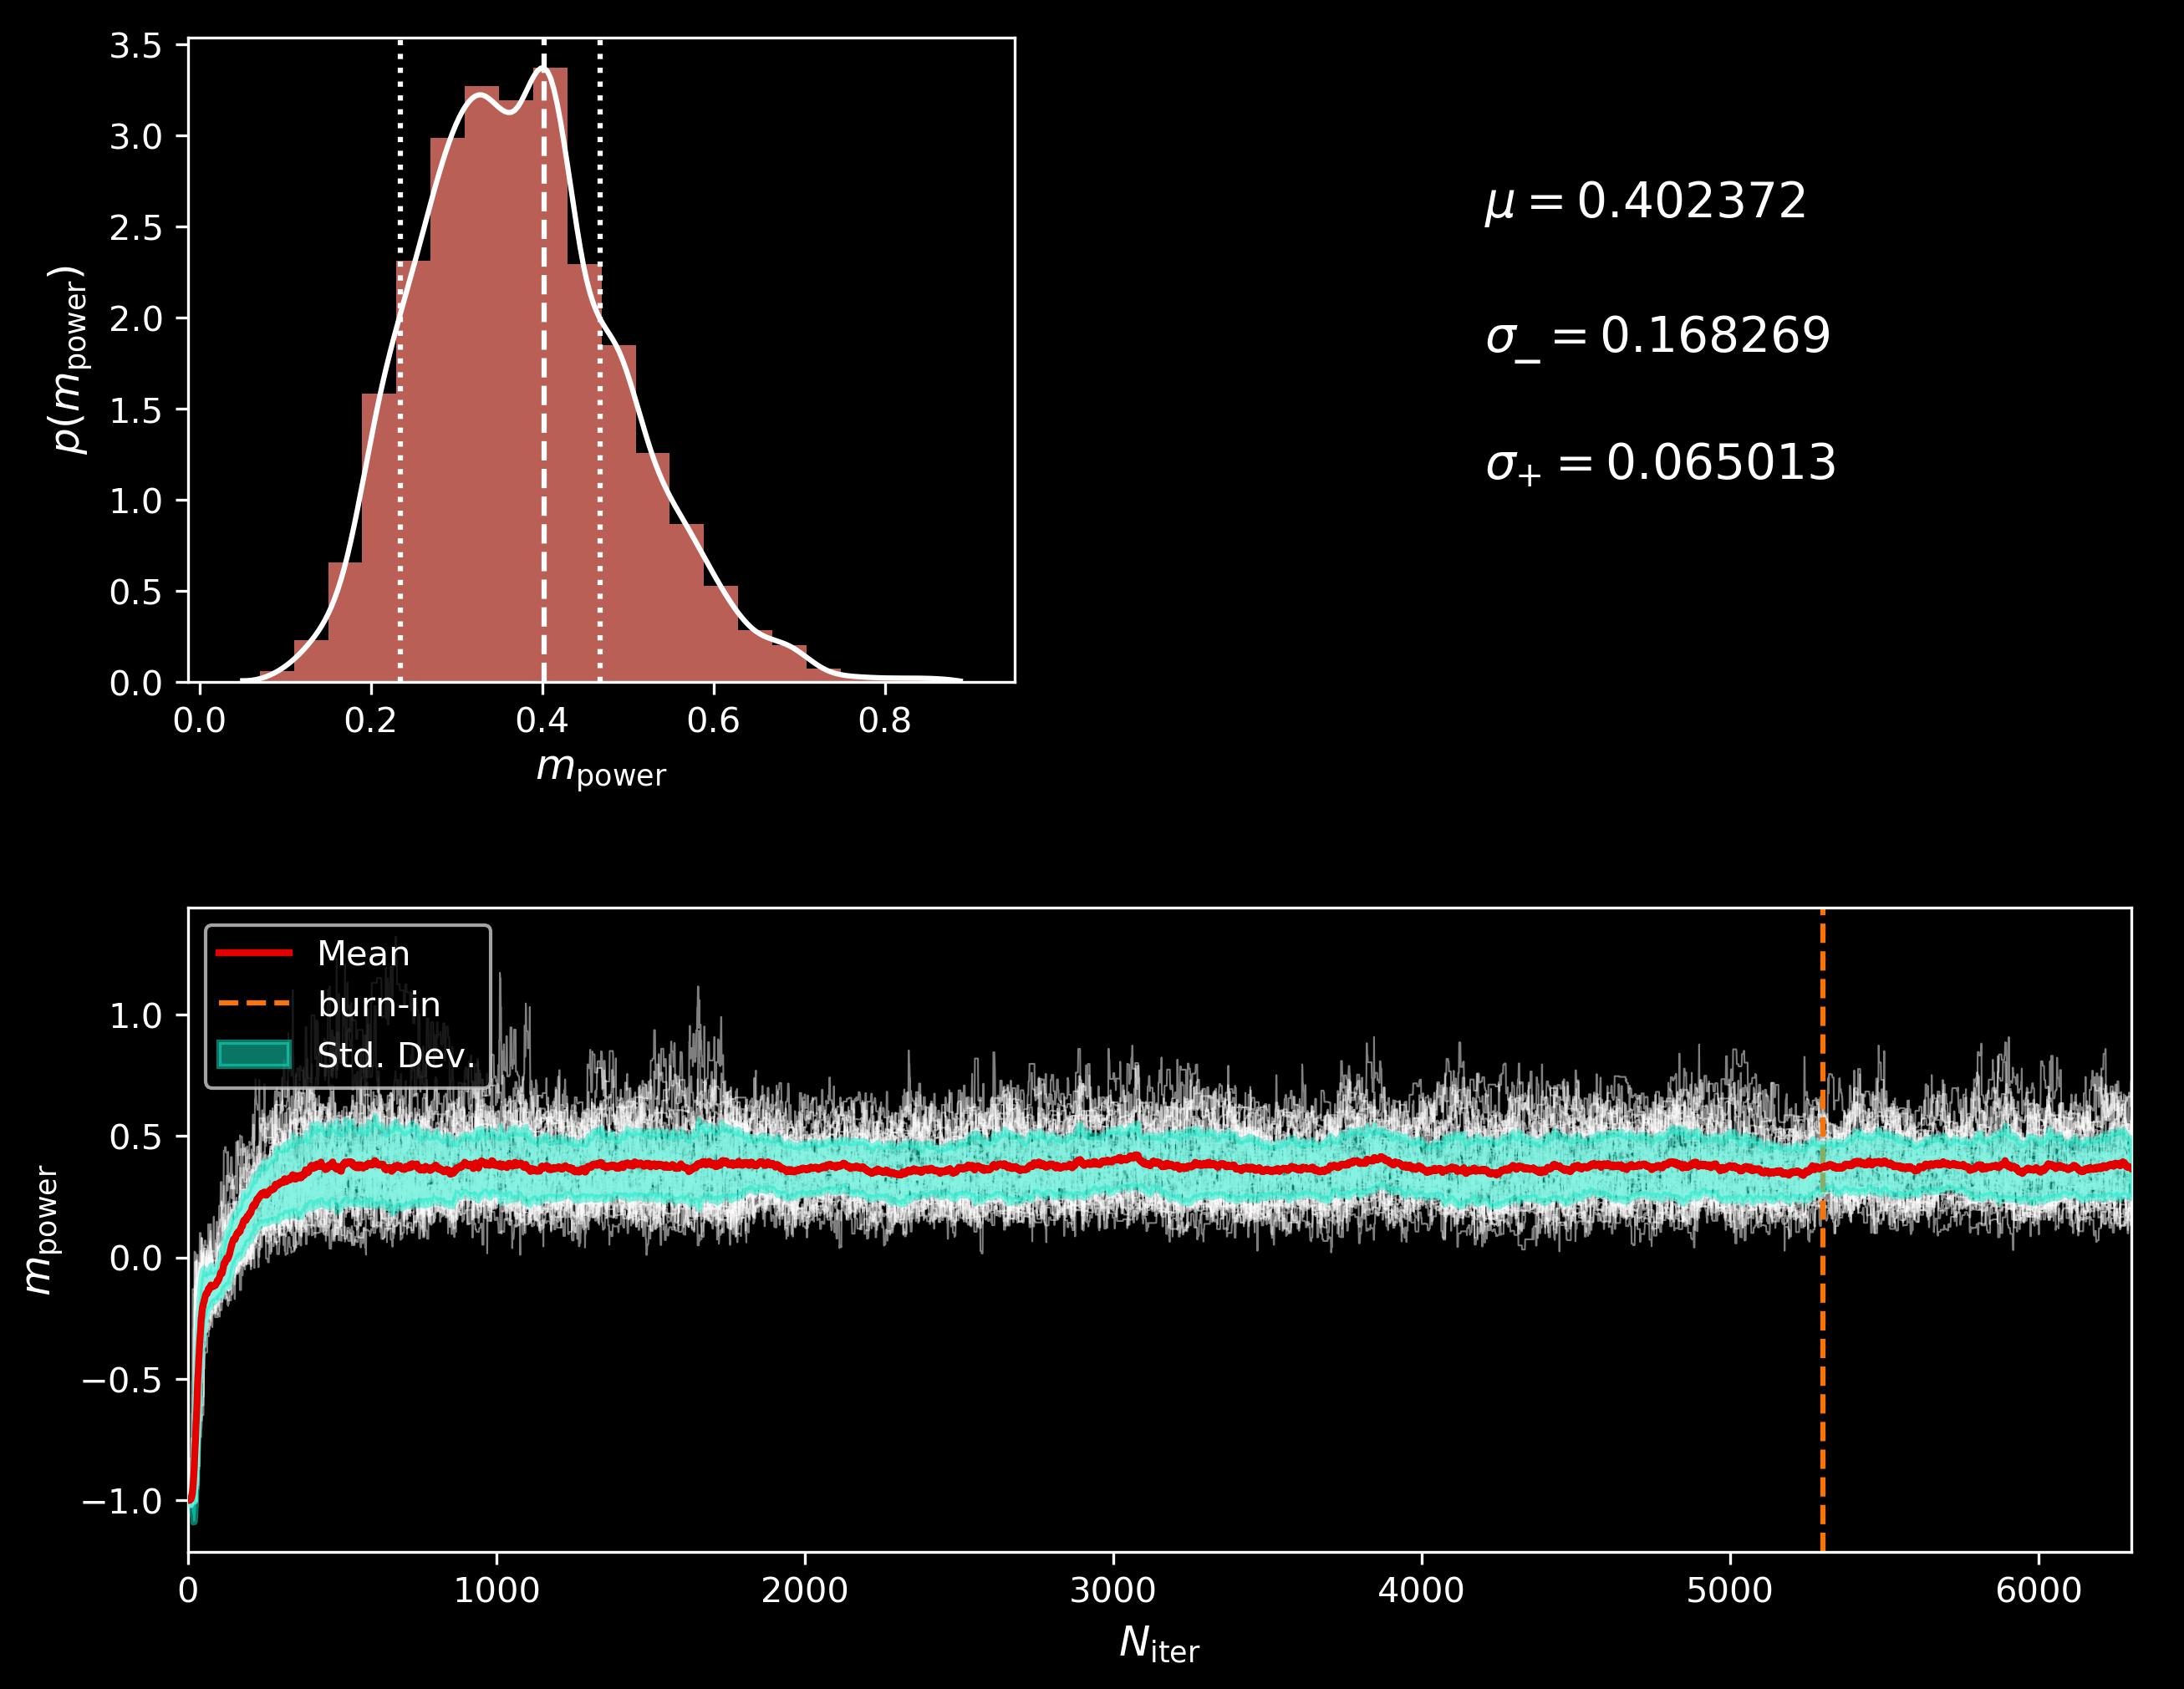 3.5
3.0
2.5
2.0
1.5
1.0
0.5
0.0
p(m_power)
0.0 0.2 0.4 0.6 0.8
m_power
μ = 0.402372
σ_− = 0.168269
σ_+ = 0.065013
Mean
burn-in
Std. Dev.
1.0
0.5
0.0
−0.5
−1.0
m_power
0 1000 2000 3000 4000 5000 6000
N_iter